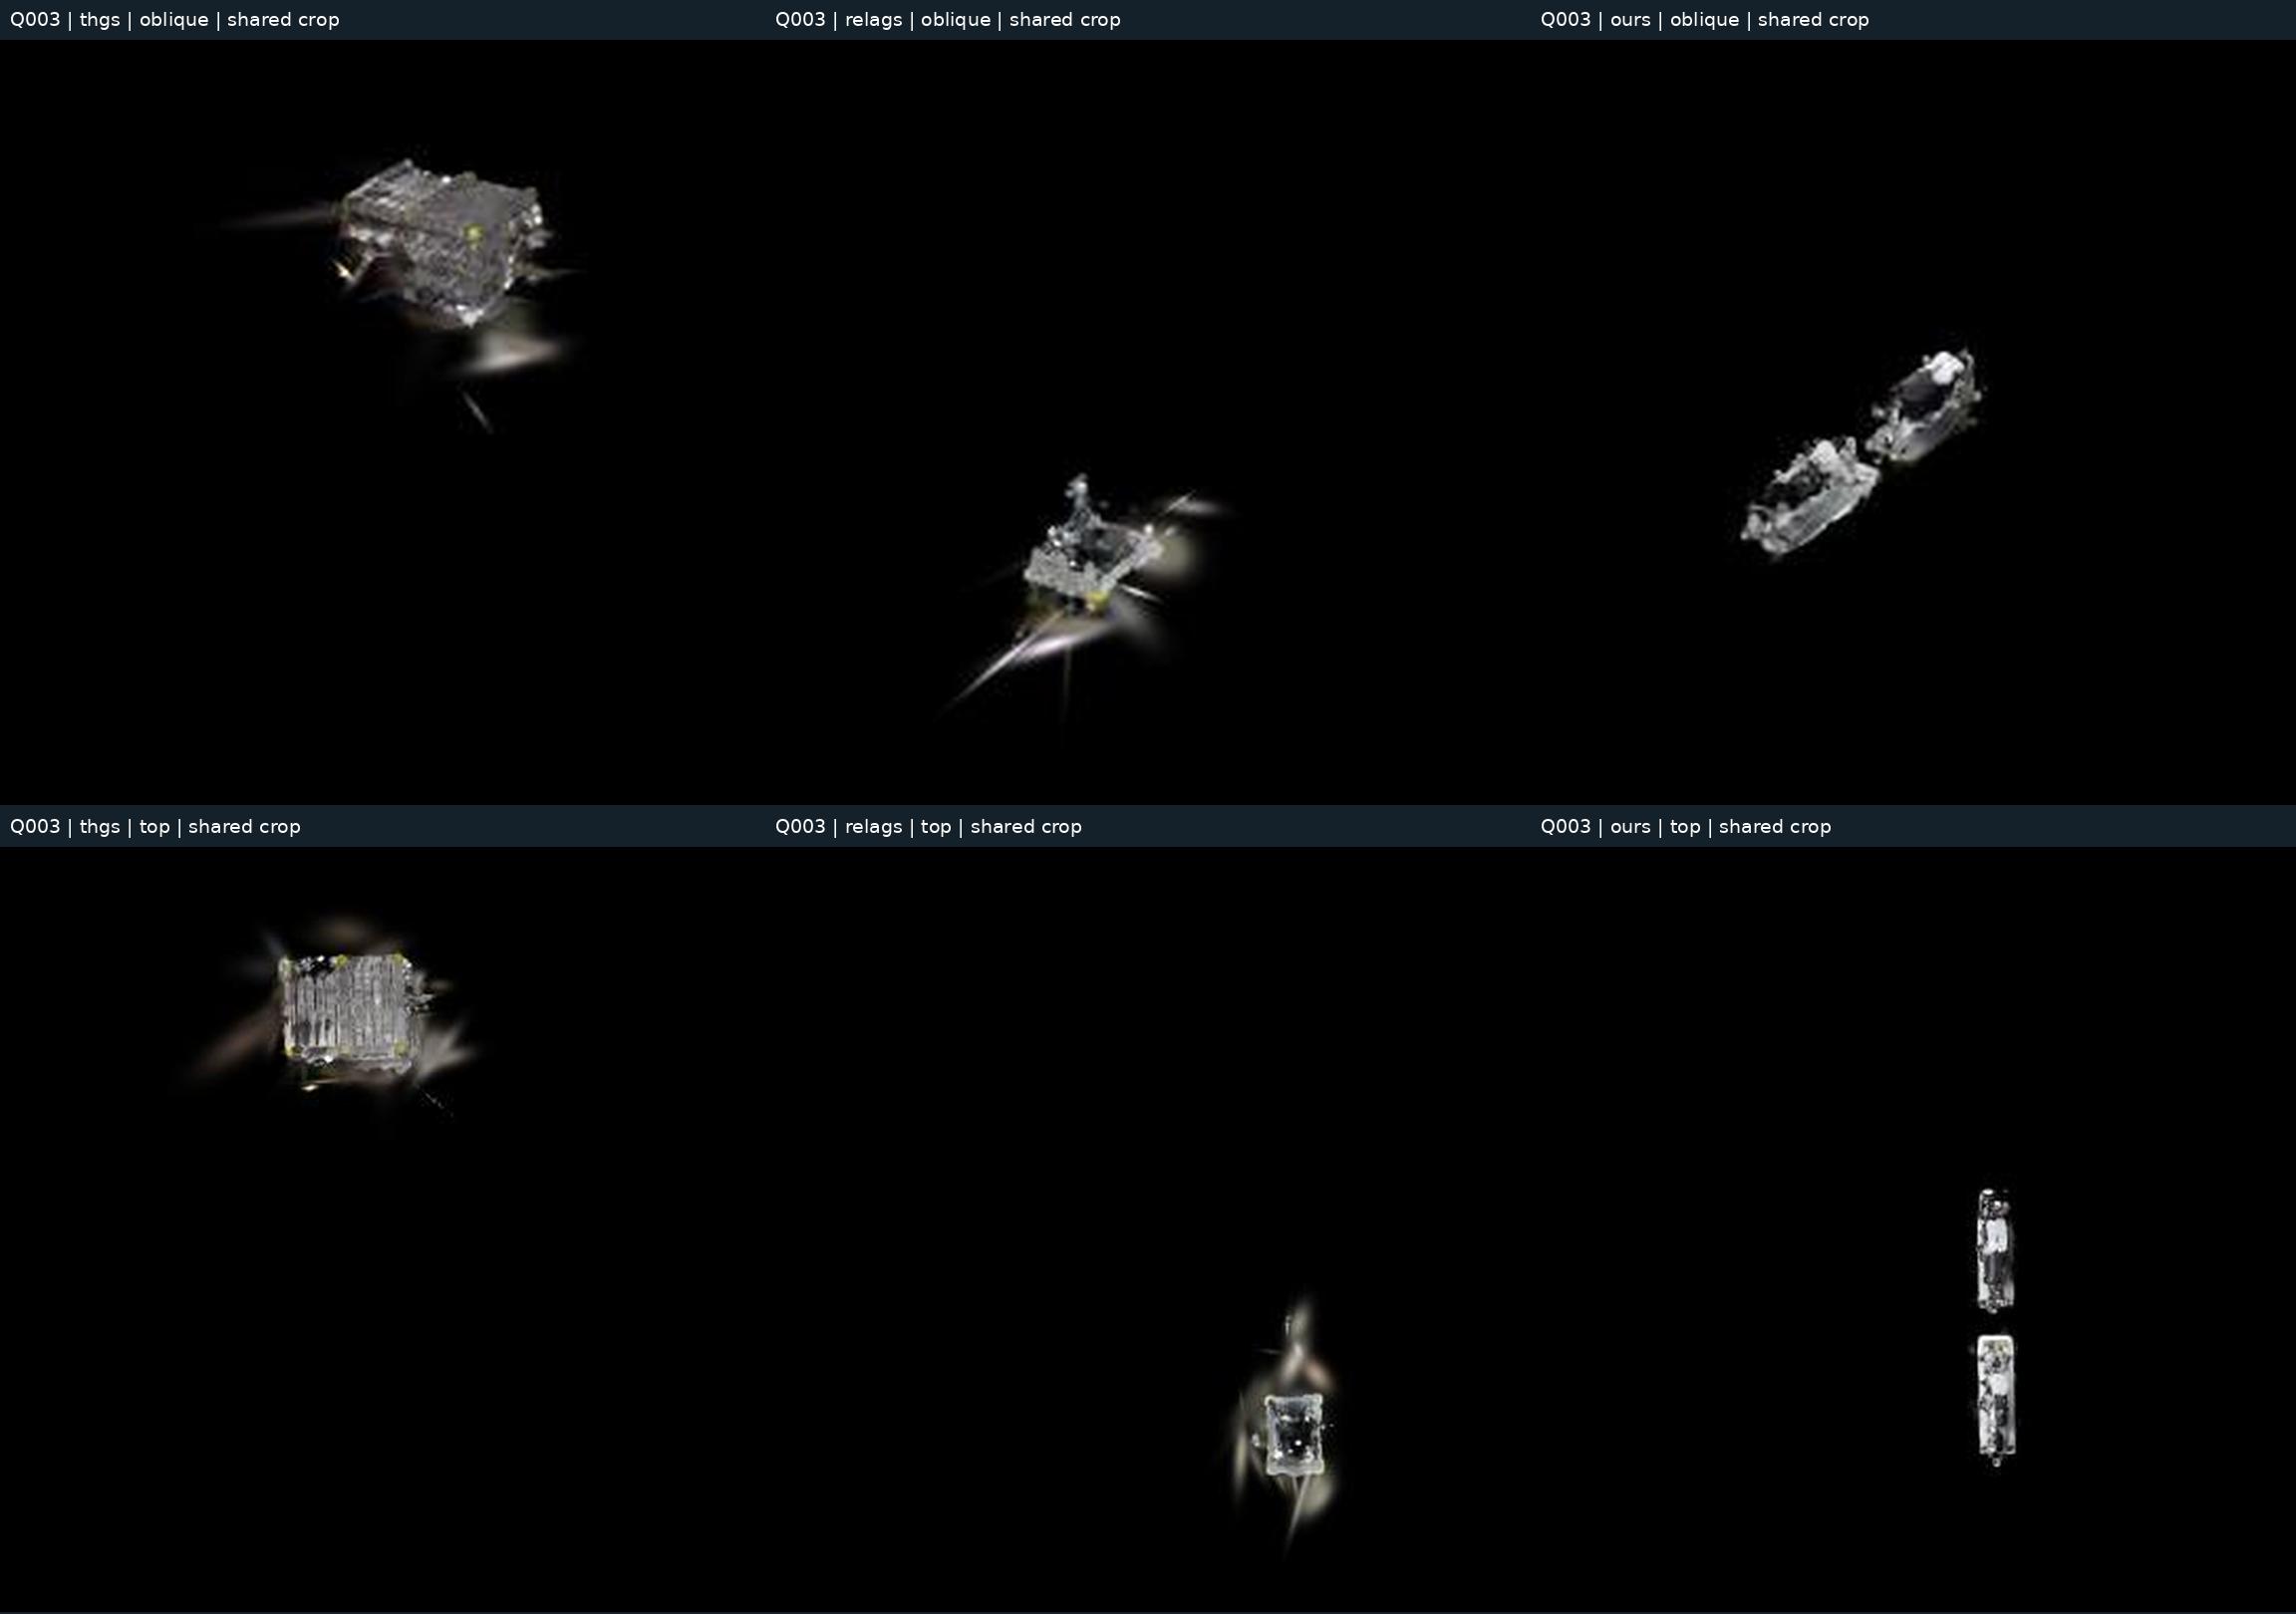 Q003 | thgs | oblique | shared crop
Q003 | relags | oblique | shared crop
Q003 | ours | oblique | shared crop
Q003 | thgs | top | shared crop
Q003 | relags | top | shared crop
Q003 | ours | top | shared crop